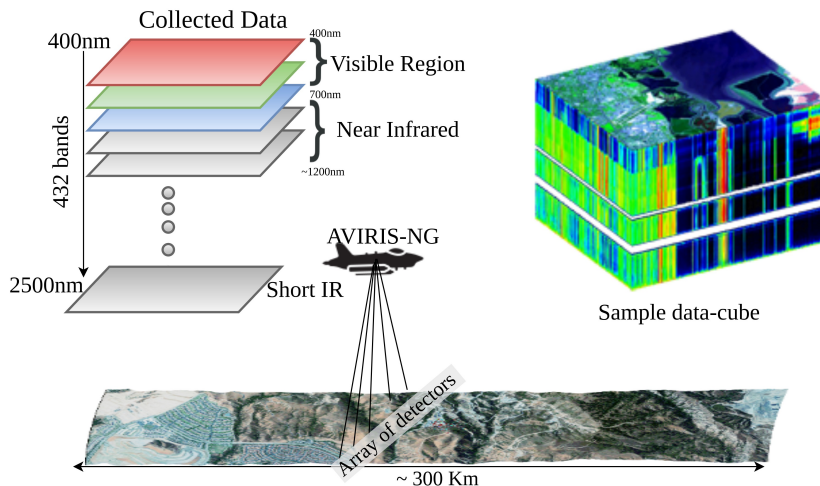 Collected Data
400nm
400nm
Visible Region
700nm
Near Infrared
~1200nm
432 bands
2500nm
Short IR
AVIRIS-NG
Sample data-cube
Array of detectors
~ 300 Km